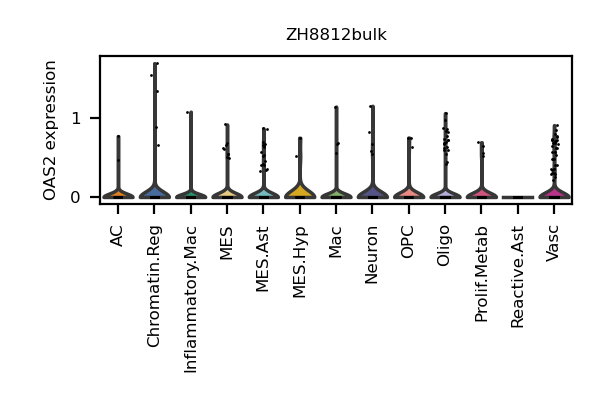 ZH8812bulk
OAS2 expression
1
0
AC
Chromatin.Reg
Inflammatory.Mac
MES
MES.Ast
MES.Hyp
Mac
Neuron
OPC
Oligo
Prolif.Metab
Reactive.Ast
Vasc